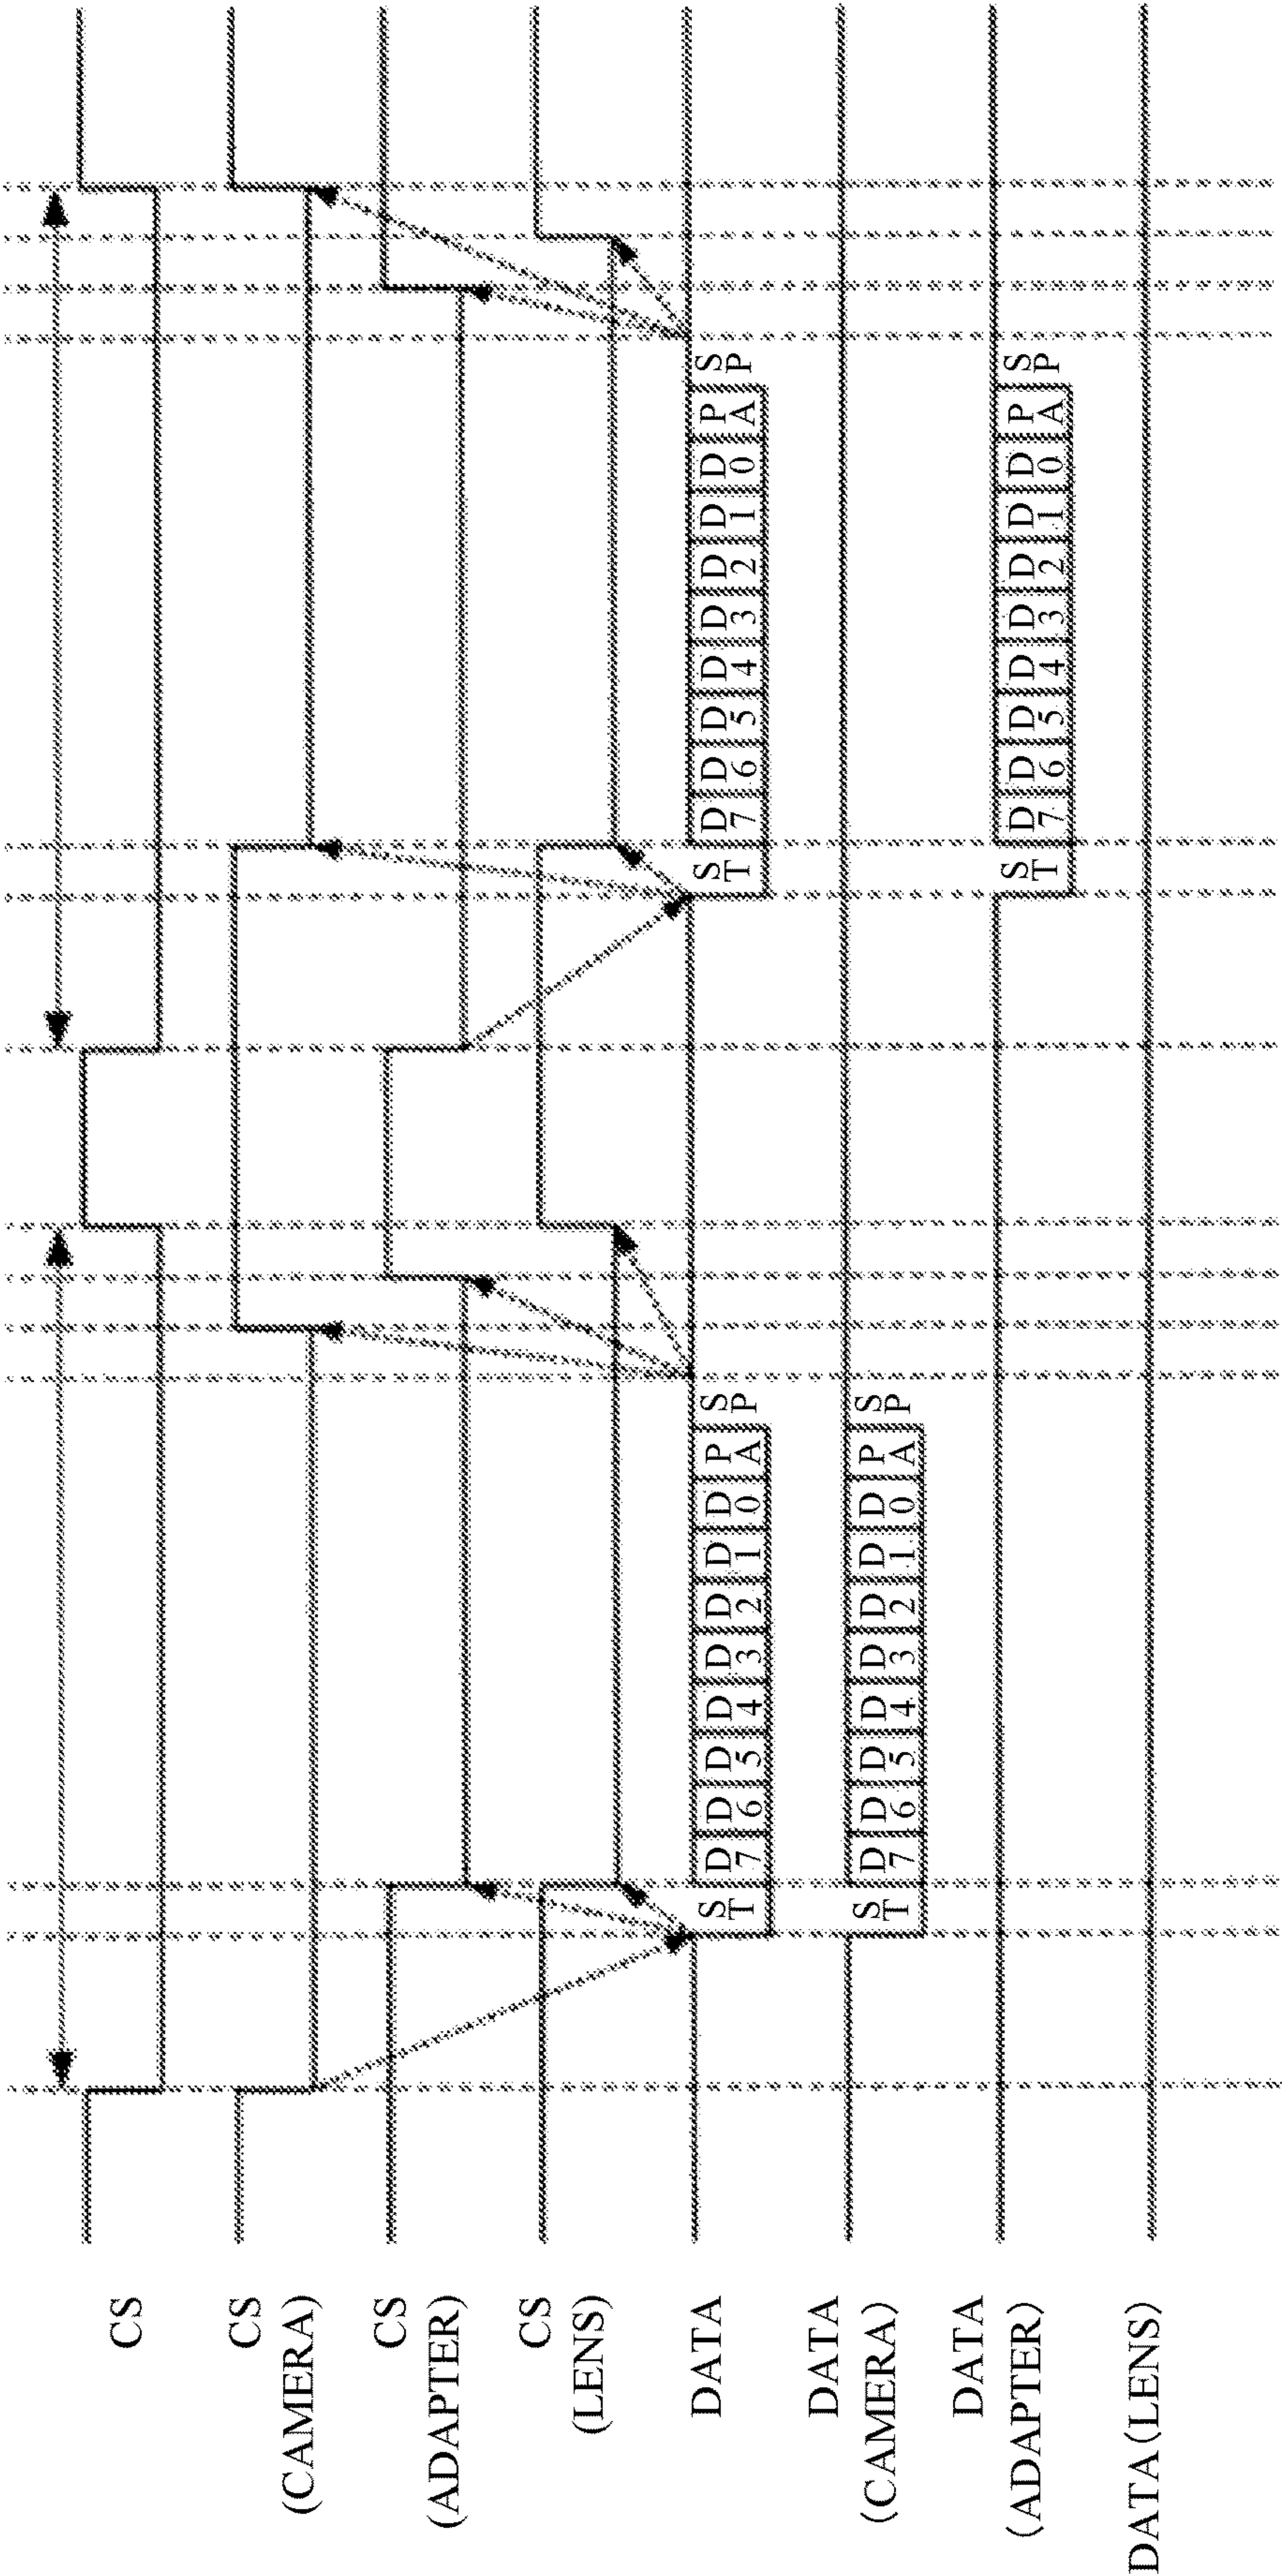 CS
CS
(CAMERA)
CS
(ADAPTER)
CS
(LENS)
DATA
ST D7 D6 D5 D4 D3 D2 D1 D0 PA SP ST D7 D6 D5 D4 D3 D2 D1 D0 PA SP
DATA
(CAMERA)
ST D7 D6 D5 D4 D3 D2 D1 D0 PA SP
DATA
(ADAPTER)
ST D7 D6 D5 D4 D3 D2 D1 D0 PA SP
DATA(LENS)